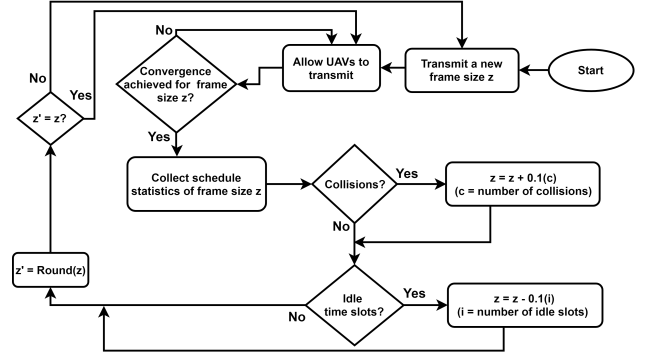 Start
Transmit a new
frame size z
Allow UAVs to
transmit
No
Convergence
achieved for frame
size z?
Yes
Collect schedule
statistics of frame size z
Collisions?
Yes
z = z + 0.1(c)
(c = number of collisions)
No
Idle
time slots?
Yes
z = z - 0.1(i)
(i = number of idle slots)
No
z' = Round(z)
z' = z?
Yes
No